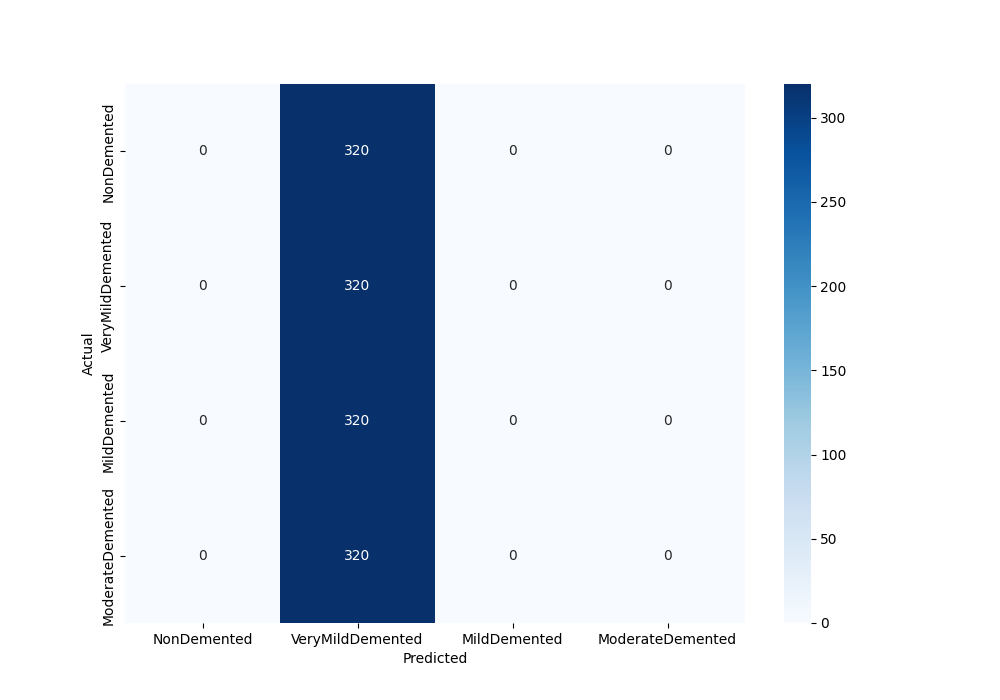 NonDemented
0 320 0 0
VeryMildDemented
0 320 0 0
MildDemented
0 320 0 0
ModerateDemented
0 320 0 0
Actual
NonDemented VeryMildDemented MildDemented ModerateDemented
Predicted
300
250
200
150
100
50
0